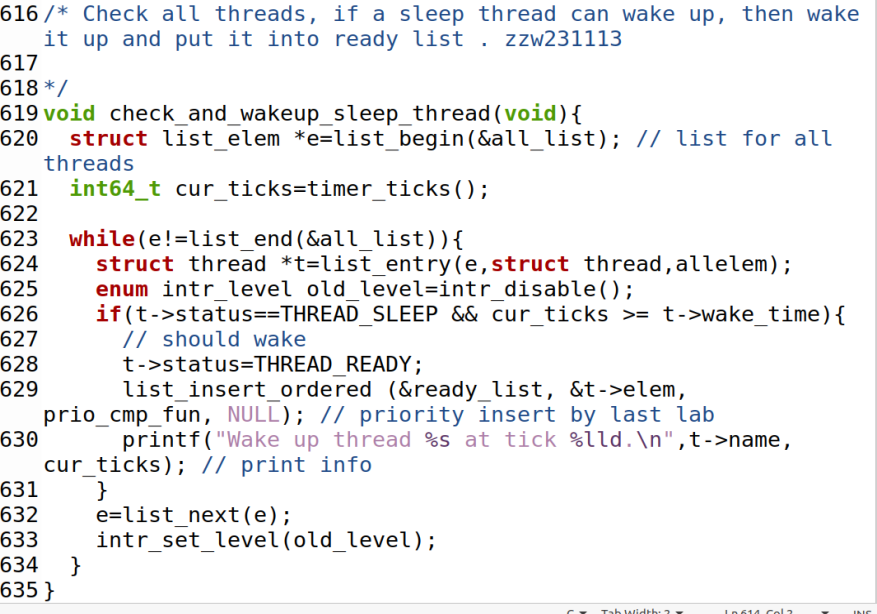 616 /* Check all threads, if a sleep thread can wake up, then wake
it up and put it into ready list . zzw231113
617
618 */
619 void check_and_wakeup_sleep_thread(void){
620   struct list_elem *e=list_begin(&all_list); // list for all
threads
621   int64_t cur_ticks=timer_ticks();
622
623   while(e!=list_end(&all_list)){
624     struct thread *t=list_entry(e,struct thread,allelem);
625     enum intr_level old_level=intr_disable();
626     if(t->status==THREAD_SLEEP && cur_ticks >= t->wake_time){
627       // should wake
628       t->status=THREAD_READY;
629       list_insert_ordered (&ready_list, &t->elem,
prio_cmp_fun, NULL); // priority insert by last lab
630       printf("Wake up thread %s at tick %lld.\n",t->name,
cur_ticks); // print info
631     }
632     e=list_next(e);
633     intr_set_level(old_level);
634   }
635 }